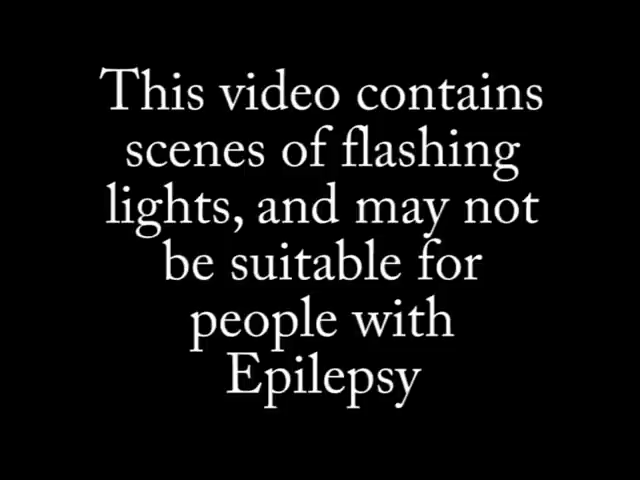 This video contains
scenes of flashing
lights, and may not
be suitable for
people with
Epilepsy